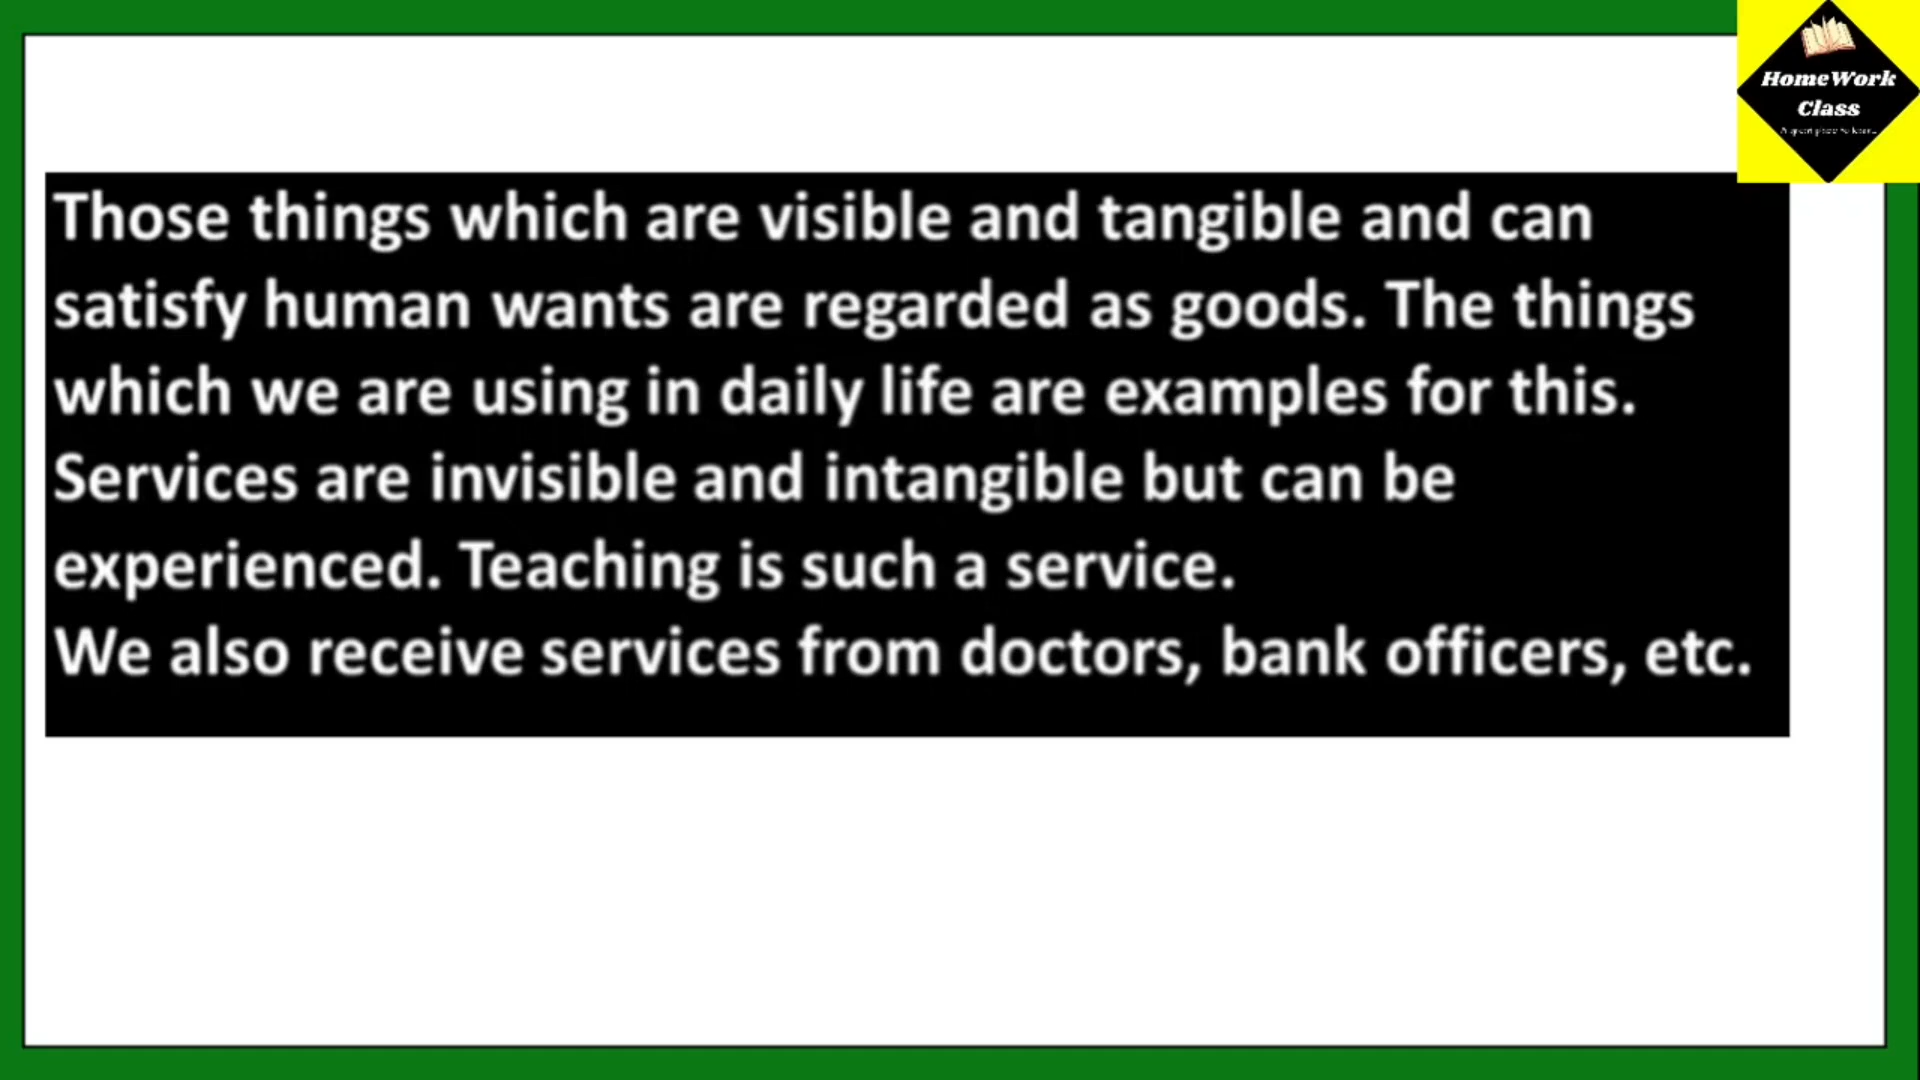 HomeWork
Class
Those things which are visible and tangible and can
satisfy human wants are regarded as goods. The things
which we are using in daily life are examples for this.
Services are invisible and intangible but can be
experienced. Teaching is such a service.
We also receive services from doctors, bank officers, etc.